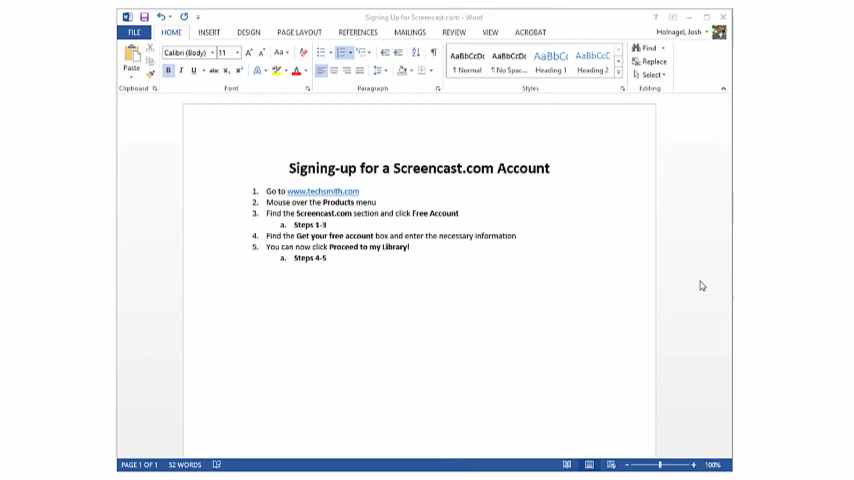 Signing Up for Screencast.com - Word
FILE HOME INSERT DESIGN PAGE LAYOUT REFERENCES MAILINGS REVIEW VIEW ACROBAT Holnagel, Josh
Calibri (Body) 11 Aa Find
Paste AaBbCcDc AaBbCcDc AaBbCc AaBbCcD Replace
B I U abc ¶ Normal ¶ No Spac... Heading 1 Heading 2 Select
Clipboard Font Paragraph Styles Editing
Signing-up for a Screencast.com Account
1. Go to www.techsmith.com
2. Mouse over the Products menu
3. Find the Screencast.com section and click Free Account
a. Steps 1-3
4. Find the Get your free account box and enter the necessary information
5. You can now click Proceed to my Library!
a. Steps 4-5
PAGE 1 OF 1 52 WORDS 100%